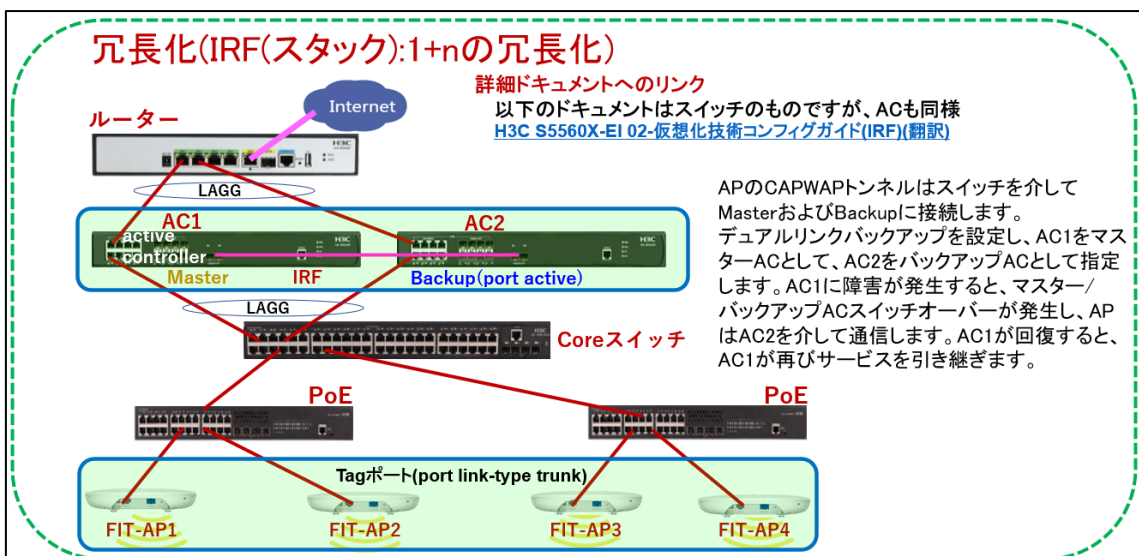 冗長化(IRF(スタック):1+nの冗長化)
詳細ドキュメントへのリンク
以下のドキュメントはスイッチのものですが、ACも同様
H3C S5560X-EI 02-仮想化技術コンフィグガイド(IRF)(翻訳)
Internet
ルーター
H3C
LAGG
APのCAPWAPトンネルはスイッチを介して
MasterおよびBackupに接続します。
デュアルリンクバックアップを設定し、AC1をマス
ターACとして、AC2をバックアップACとして指定
します。AC1に障害が発生すると、マスター/
バックアップACスイッチオーバーが発生し、AP
はAC2を介して通信します。AC1が回復すると、
AC1が再びサービスを引き継ぎます。
AC1
AC2
active
controller
H3C
H3C
Master
IRF
Backup(port active)
LAGG
H3C
Coreスイッチ
PoE
PoE
Tagポート(port link-type trunk)
FIT-AP1
FIT-AP2
FIT-AP3
FIT-AP4